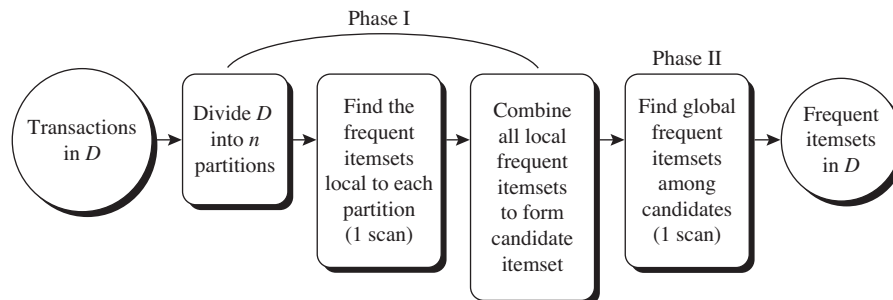 Phase I
Phase II
Transactions
in D
Divide D
into n
partitions
Find the
frequent
itemsets
local to each
partition
(1 scan)
Combine
all local
frequent
itemsets
to form
candidate
itemset
Find global
frequent
itemsets
among
candidates
(1 scan)
Frequent
itemsets
in D